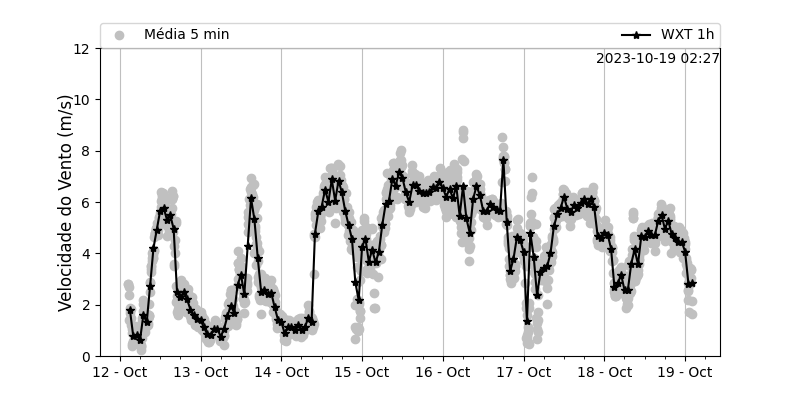 Média 5 min
WXT 1h
2023-10-19 02:27
Velocidade do Vento (m/s)
12
10
8
6
4
2
0
12 - Oct
13 - Oct
14 - Oct
15 - Oct
16 - Oct
17 - Oct
18 - Oct
19 - Oct